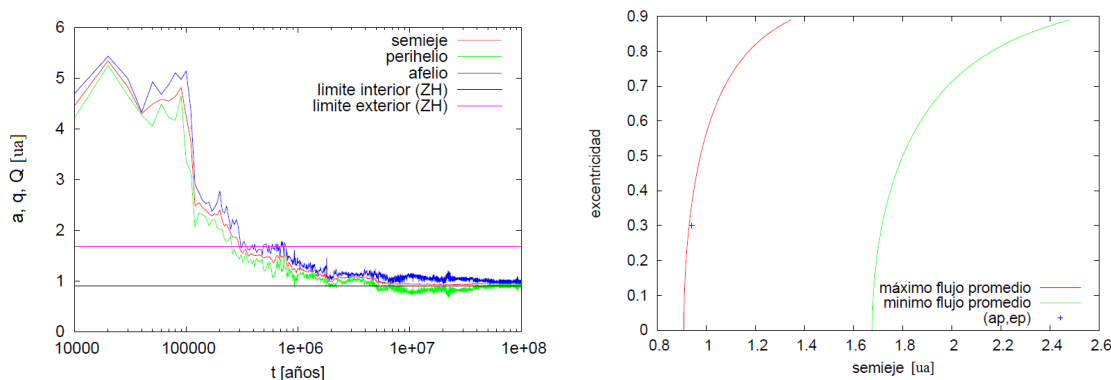 6
5
4
3
2
1
0
10000
100000
1e+06
1e+07
1e+08
a, q, Q [ua]
t [años]
semieje
perihelio
afelio
limite interior (ZH)
limite exterior (ZH)
0.9
0.8
0.7
0.6
0.5
0.4
0.3
0.2
0.1
0
0.8
1
1.2
1.4
1.6
1.8
2
2.2
2.4
2.6
excentricidad
semieje [ua]
máximo flujo promedio
minimo flujo promedio
(ap,ep)